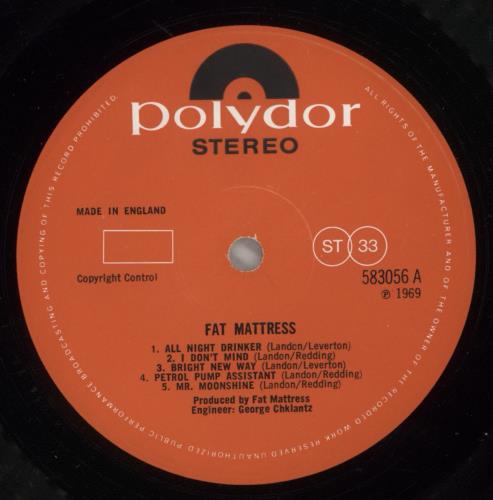 polydor
STEREO
MADE IN ENGLAND
ST 33
Copyright Control
583056 A
℗ 1969
FAT MATTRESS
1. ALL NIGHT DRINKER (Landon/Leverton)
2. I DON'T MIND (Landon/Redding)
3. BRIGHT NEW WAY (Landon/Leverton)
4. PETROL PUMP ASSISTANT (Landon/Redding)
5. MR. MOONSHINE (Landon/Redding)
Produced by Fat Mattress
Engineer: George Chklantz
ALL RIGHTS OF THE MANUFACTURER AND OF THE OWNER OF THE RECORDED WORK RESERVED UNAUTHORIZED PUBLIC PERFORMANCE BROADCASTING AND COPYING OF THIS RECORD PROHIBITED.